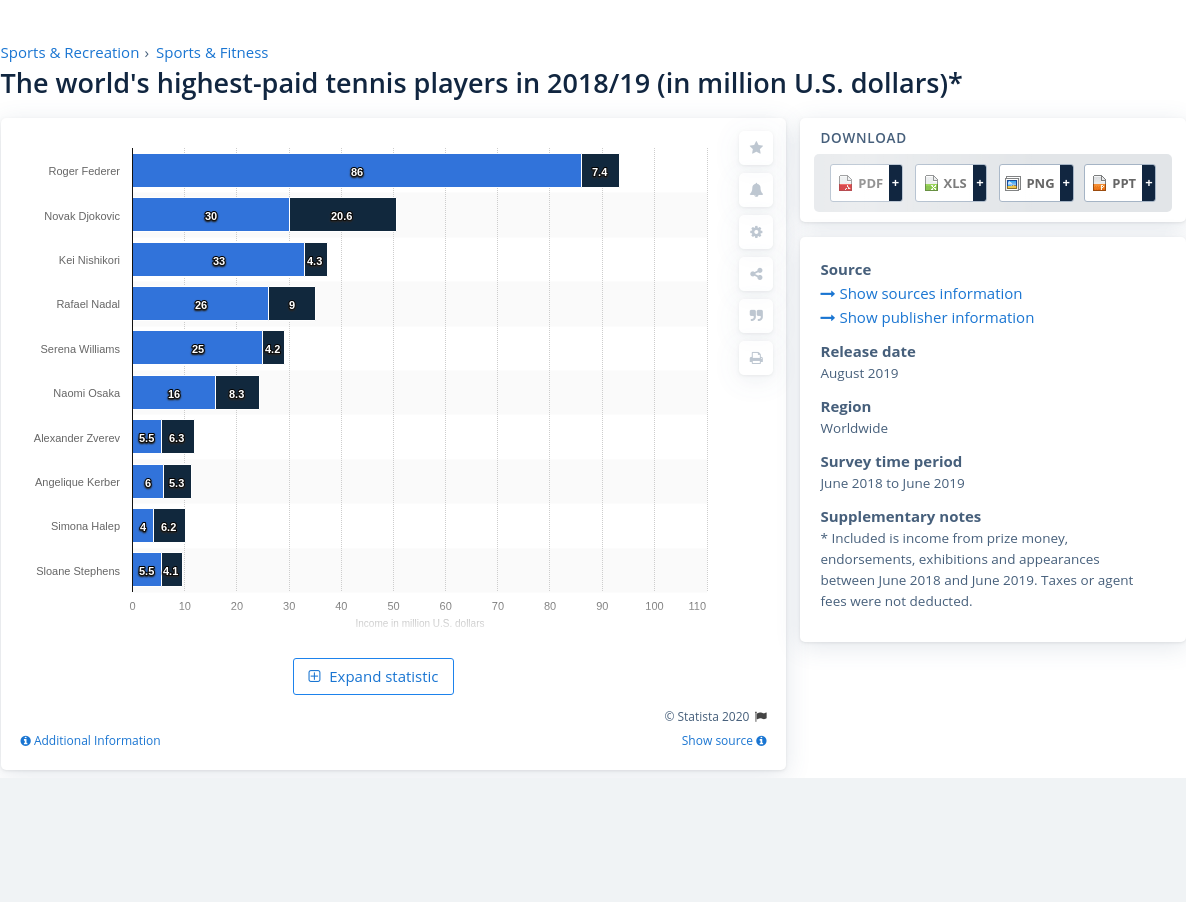 Sports & Recreation › Sports & Fitness
The world's highest-paid tennis players in 2018/19 (in million U.S. dollars)*
Roger Federer 86 7.4
Novak Djokovic 30 20.6
Kei Nishikori 33 4.3
Rafael Nadal 26 9
Serena Williams 25 4.2
Naomi Osaka 16 8.3
Alexander Zverev 5.5 6.3
Angelique Kerber 6 5.3
Simona Halep 4 6.2
Sloane Stephens 5.5 4.1
0 10 20 30 40 50 60 70 80 90 100 110
Income in million U.S. dollars
Expand statistic
© Statista 2020
Additional Information
Show source
DOWNLOAD
PDF + XLS + PNG + PPT +
Source
Show sources information
Show publisher information
Release date
August 2019
Region
Worldwide
Survey time period
June 2018 to June 2019
Supplementary notes
* Included is income from prize money,
endorsements, exhibitions and appearances
between June 2018 and June 2019. Taxes or agent
fees were not deducted.